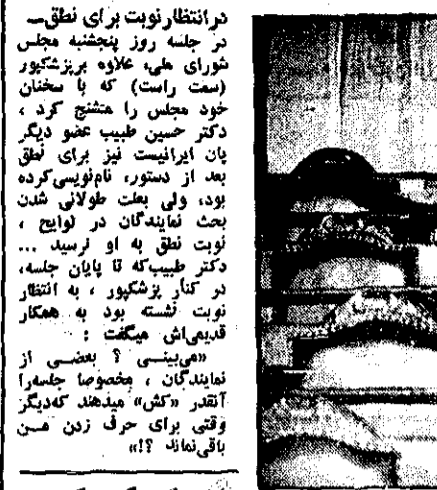 در انتظار نوبت برای نطق ـ
در جلسه روز پنجشنبه مجلس
شورای ملی، علاوه بر پزشکپور
(سمت راست) که با سخنان
خود مجلس را متشنج کرد ،
دکتر حسین طبیب عضو دیگر
پان ایرانیست نیز برای نطق
بعد از دستور، نام‌نویسی کرده
بود، ولی بعلت طولانی شدن
بحث نمایندگان در لوایح ،
نوبت نطق به او نرسید ...
دکتر طبیب که تا پایان جلسه،
در کنار پزشکپور ، به انتظار
نوبت نشسته بود به همکار
قدیمی‌اش میگفت :
«می‌بینی ؟ بعضی از
نمایندگان ، مخصوصا جلسه را
آنقدر «کش» میدهند که دیگر
وقتی برای حرف زدن من
باقی نماند ؟!»